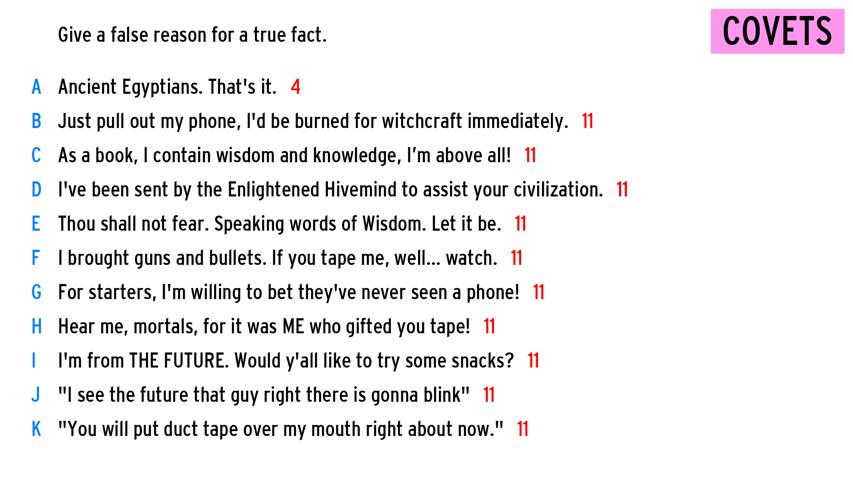 Give a false reason for a true fact.
COVETS
A Ancient Egyptians. That's it. 4
B Just pull out my phone, I'd be burned for witchcraft immediately. 11
C As a book, I contain wisdom and knowledge, I'm above all! 11
D I've been sent by the Enlightened Hivemind to assist your civilization. 11
E Thou shall not fear. Speaking words of Wisdom. Let it be. 11
F I brought guns and bullets. If you tape me, well... watch. 11
G For starters, I'm willing to bet they've never seen a phone! 11
H Hear me, mortals, for it was ME who gifted you tape! 11
I I'm from THE FUTURE. Would y'all like to try some snacks? 11
J "I see the future that guy right there is gonna blink" 11
K "You will put duct tape over my mouth right about now." 11